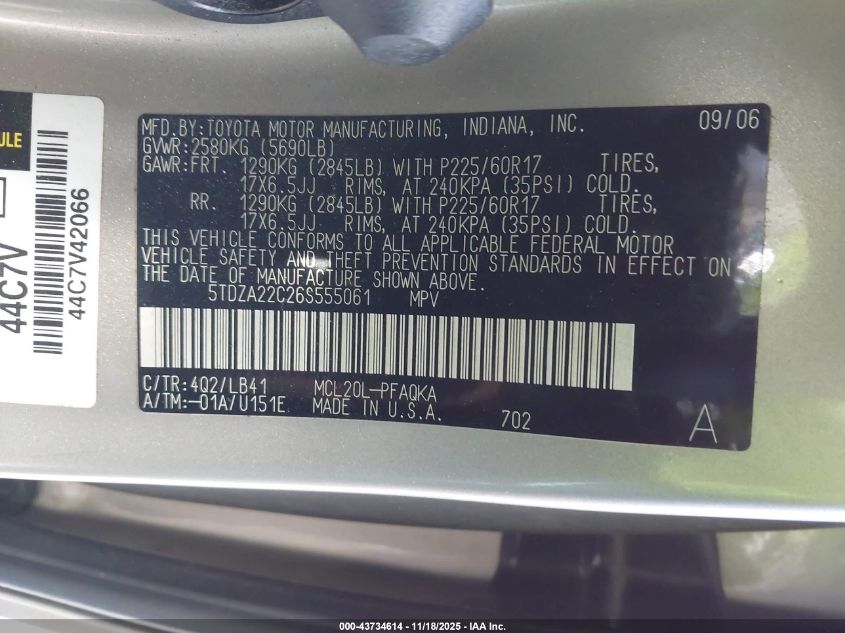 ULE
44C7V
44C7V42066
MFD.BY:TOYOTA MOTOR MANUFACTURING, INDIANA, INC. 09/06
GVWR:2580KG (5690LB)
GAWR:FRT. 1290KG (2845LB) WITH P225/60R17 TIRES,
17X6.5JJ RIMS, AT 240KPA (35PSI) COLD.
RR. 1290KG (2845LB) WITH P225/60R17 TIRES,
17X6.5JJ RIMS, AT 240KPA (35PSI) COLD.
THIS VEHICLE CONFORMS TO ALL APPLICABLE FEDERAL MOTOR
VEHICLE SAFETY AND THEFT PREVENTION STANDARDS IN EFFECT ON
THE DATE OF MANUFACTURE SHOWN ABOVE.
5TDZA22C26S555061 MPV
C/TR:4Q2/LB41 MCL20L-PFAQKA
A/TM:-01A/U151E MADE IN U.S.A. 702 A
000-43734614 - 11/18/2025 - IAA Inc.